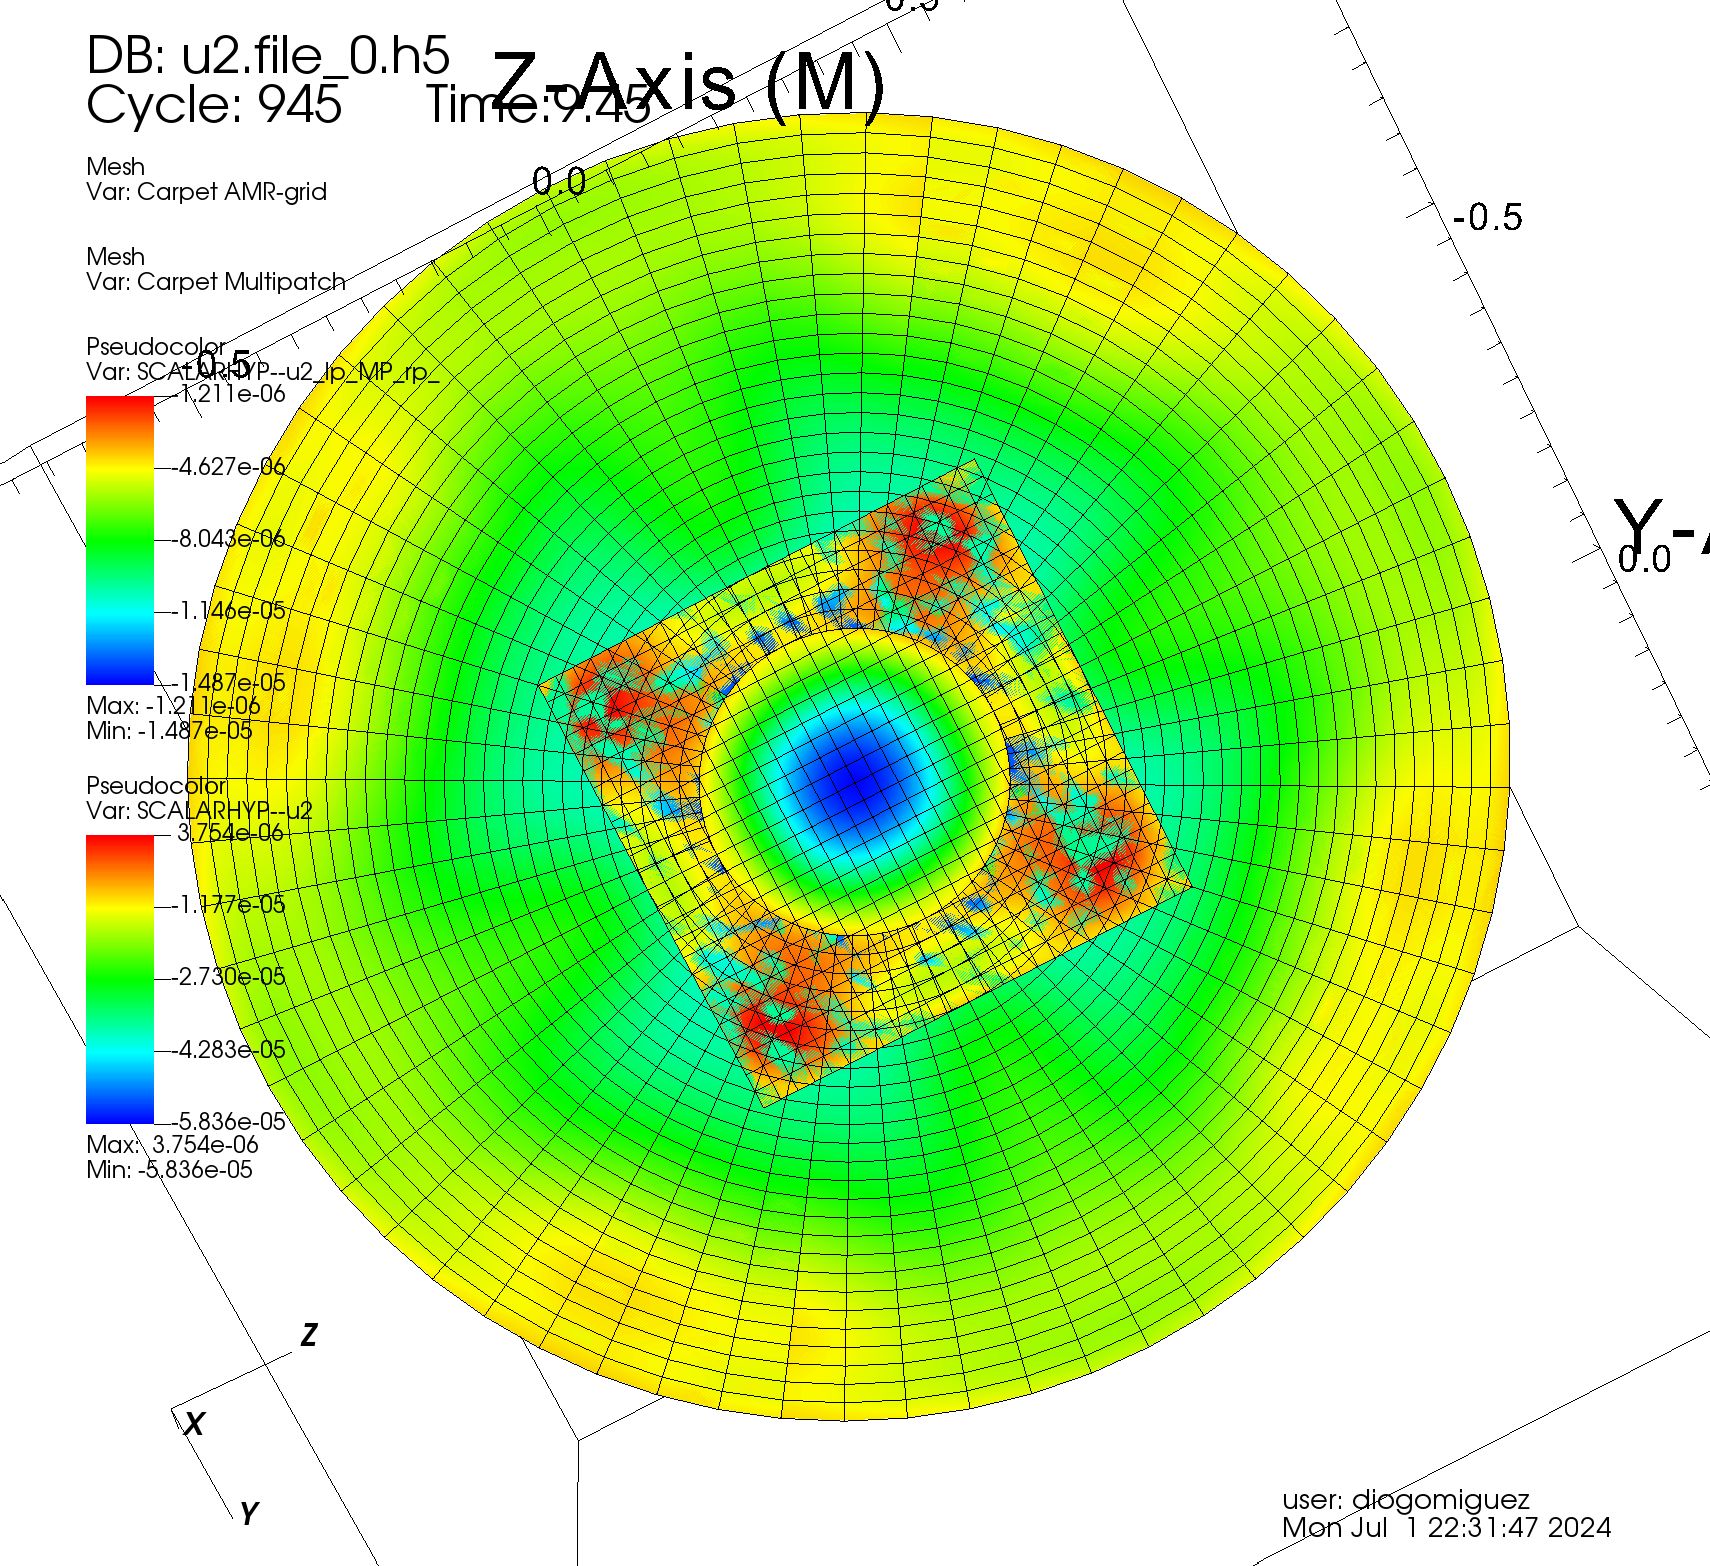 DB: u2.file_0.h5
Cycle: 945 Time:9.45
Z-Axis (M)
0.5
0.0
-0.5
-0.5
0.0
Y-A
Mesh
Var: Carpet AMR-grid
Mesh
Var: Carpet Multipatch
Pseudocolor
Var: SCALARHYP--u2_lp_MP_rp_
-1.211e-06
-4.627e-06
-8.043e-06
-1.146e-05
-1.487e-05
Max: -1.211e-06
Min: -1.487e-05
Pseudocolor
Var: SCALARHYP--u2
3.754e-06
-1.177e-05
-2.730e-05
-4.283e-05
-5.836e-05
Max: 3.754e-06
Min: -5.836e-05
Z
X
Y
user: diogomiguez
Mon Jul 1 22:31:47 2024